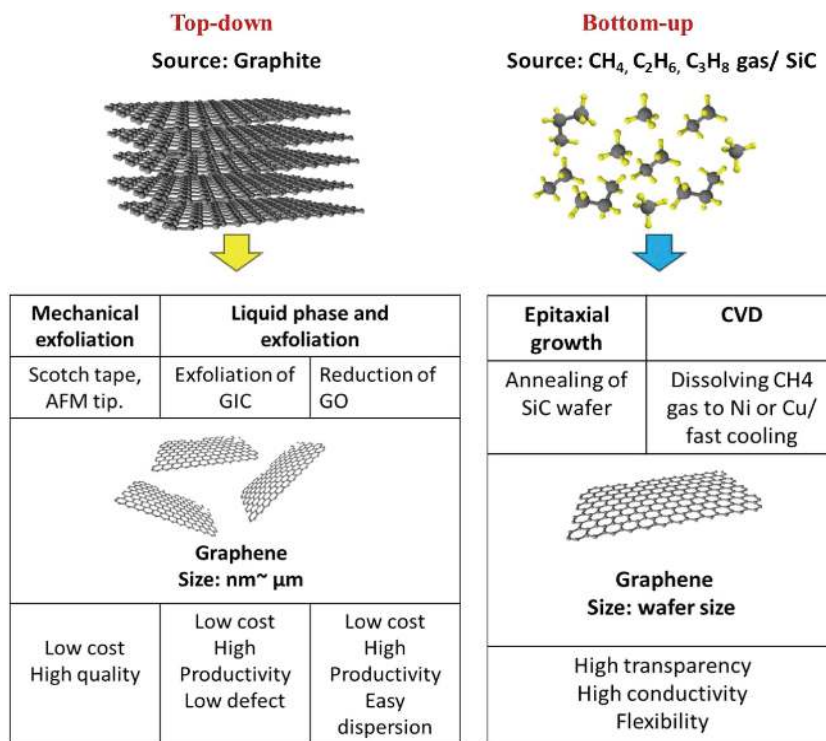 Top-down
Source: Graphite
Mechanical
exfoliation
Liquid phase and
exfoliation
Scotch tape,
AFM tip.
Exfoliation of
GIC
Reduction of
GO
Graphene
Size: nm~ μm
Low cost
High quality
Low cost
High
Productivity
Low defect
Low cost
High
Productivity
Easy
dispersion
Bottom-up
Source: CH₄, C₂H₆, C₃H₈ gas/ SiC
Epitaxial
growth
CVD
Annealing of
SiC wafer
Dissolving CH4
gas to Ni or Cu/
fast cooling
Graphene
Size: wafer size
High transparency
High conductivity
Flexibility